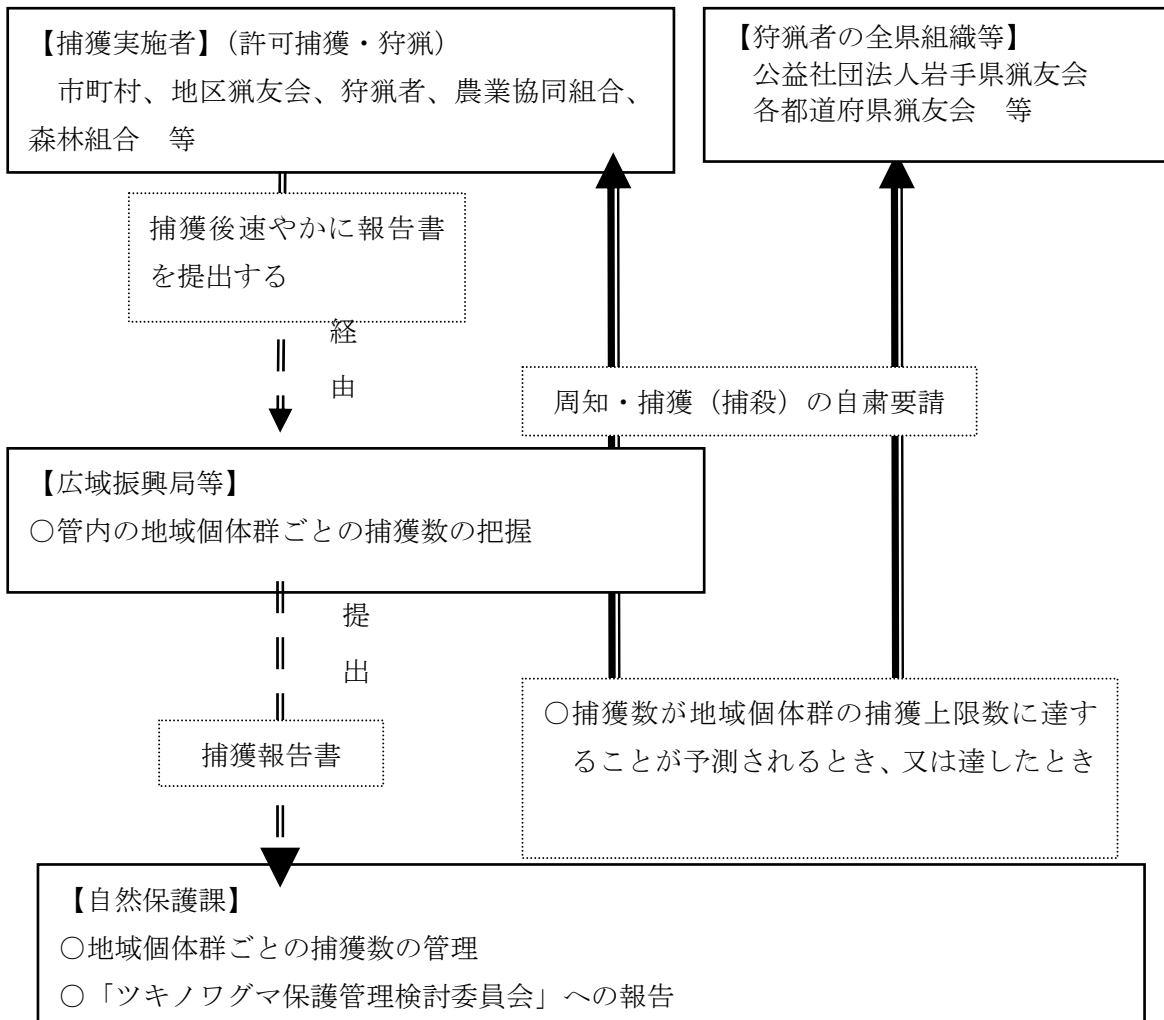 【捕獲実施者】（許可捕獲・狩猟）
市町村、地区猟友会、狩猟者、農業協同組合、
森林組合　等
【狩猟者の全県組織等】
公益社団法人岩手県猟友会
各都道府県猟友会　等
捕獲後速やかに報告書
を提出する
経
由
周知・捕獲（捕殺）の自粛要請
【広域振興局等】
○管内の地域個体群ごとの捕獲数の把握
提
出
捕獲報告書
○捕獲数が地域個体群の捕獲上限数に達す
ることが予測されるとき、又は達したとき
【自然保護課】
○地域個体群ごとの捕獲数の管理
○「ツキノワグマ保護管理検討委員会」への報告